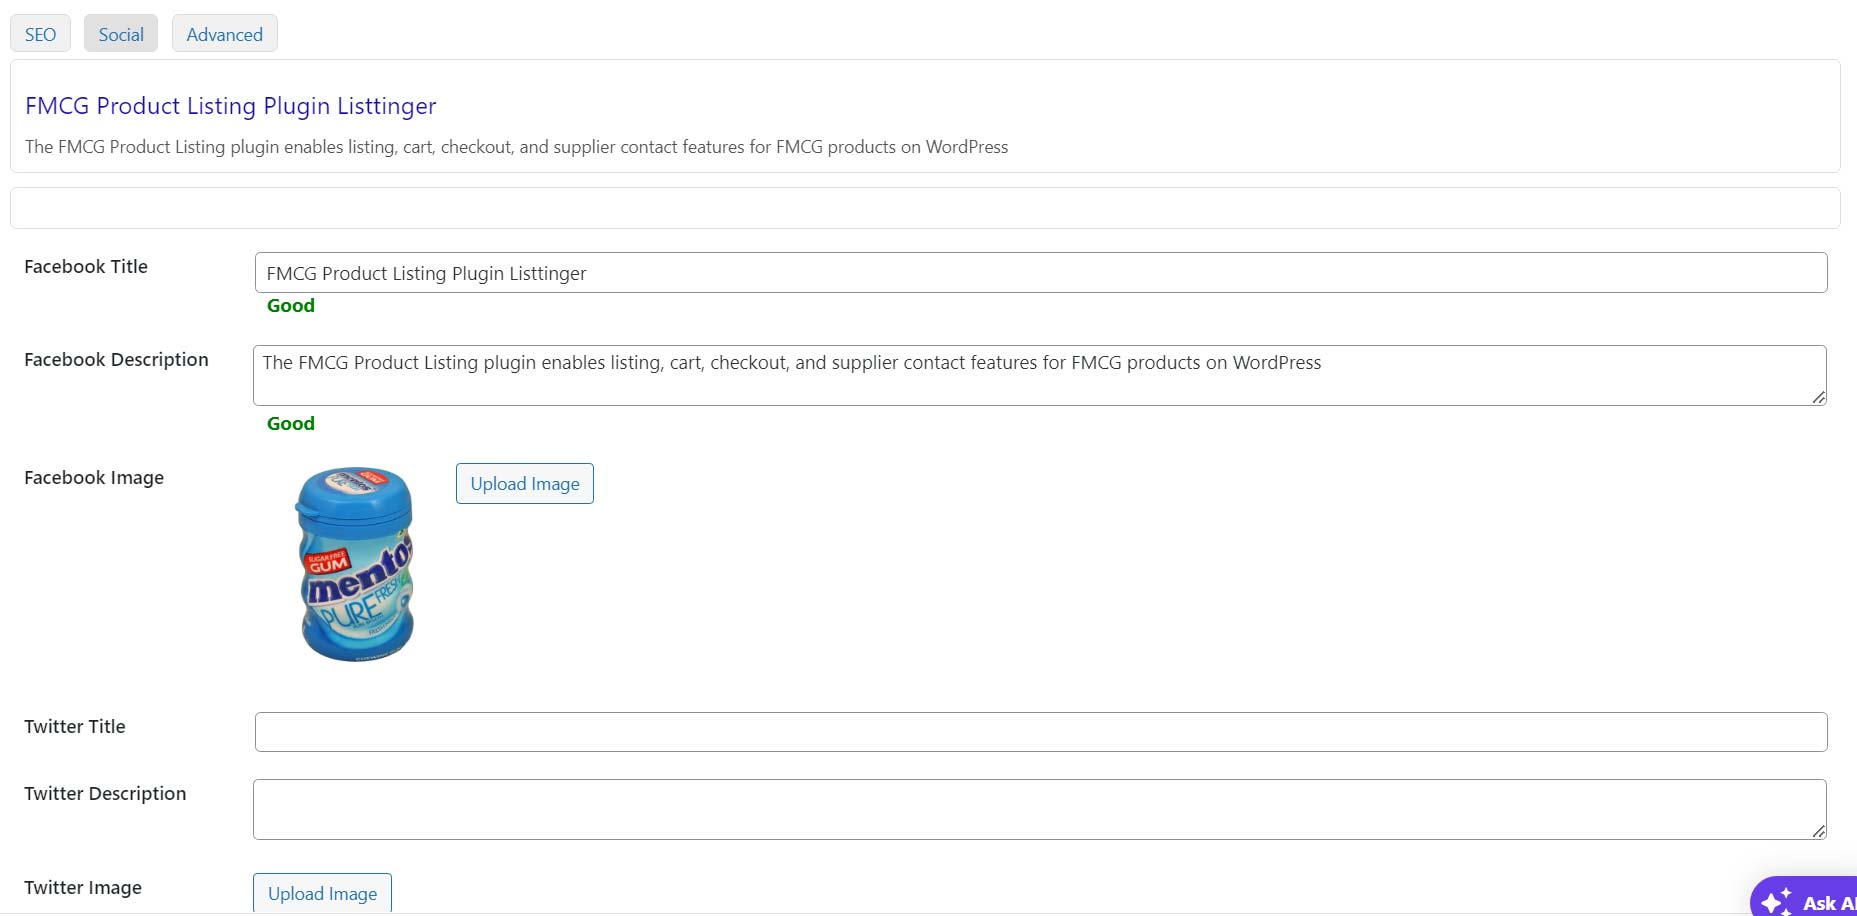 SEO
Social
Advanced
FMCG Product Listing Plugin Listtinger
The FMCG Product Listing plugin enables listing, cart, checkout, and supplier contact features for FMCG products on WordPress
Facebook Title
FMCG Product Listing Plugin Listtinger
Good
Facebook Description
The FMCG Product Listing plugin enables listing, cart, checkout, and supplier contact features for FMCG products on WordPress
Good
Facebook Image
mentos
PURE
SUGAR FREE
GUM
mentos
PURE FRESH
Upload Image
Twitter Title
Twitter Description
Twitter Image
Upload Image
Ask AI